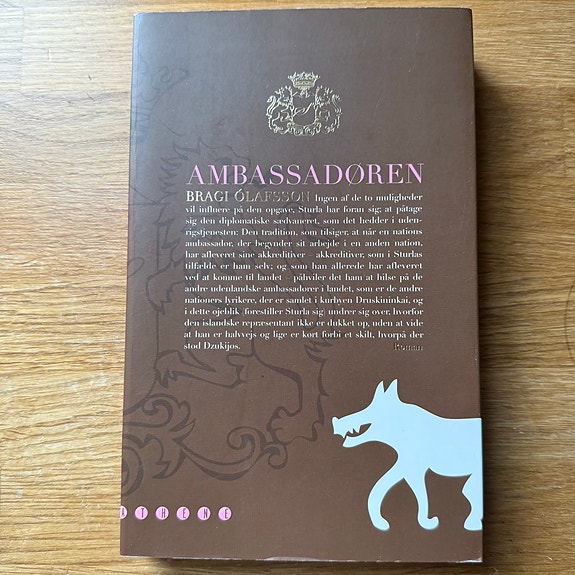 AMBASSADØREN
BRAGI ÓLAFSSON Ingen af de to muligheder
vil influere på den opgave, Sturla har foran sig; at påtage
sig den diplomatiske sædvaneret, som det hedder i uden-
rigstjenesten: Den tradition, som tilsiger, at når en nations
ambassadør, der begynder sit arbejde i en anden nation,
har afleveret sine akkreditiver – akkreditiver, som i Sturlas
tilfælde er ham selv; og som han allerede har afleveret
ved at komme til landet – påhviler det ham at hilse på de
andre udenlandske ambassadører i landet, som er de andre
nationers lyrikere, der er samlet i kurbyen Druskininkai, og
i dette øjeblik (forestiller Sturla sig) undrer sig over, hvorfor
den islandske repræsentant ikke er dukket op, uden at vide
at han er halvvejs og lige er kørt forbi et skilt, hvorpå der
stod Dzukijos. Roman
ATHENE